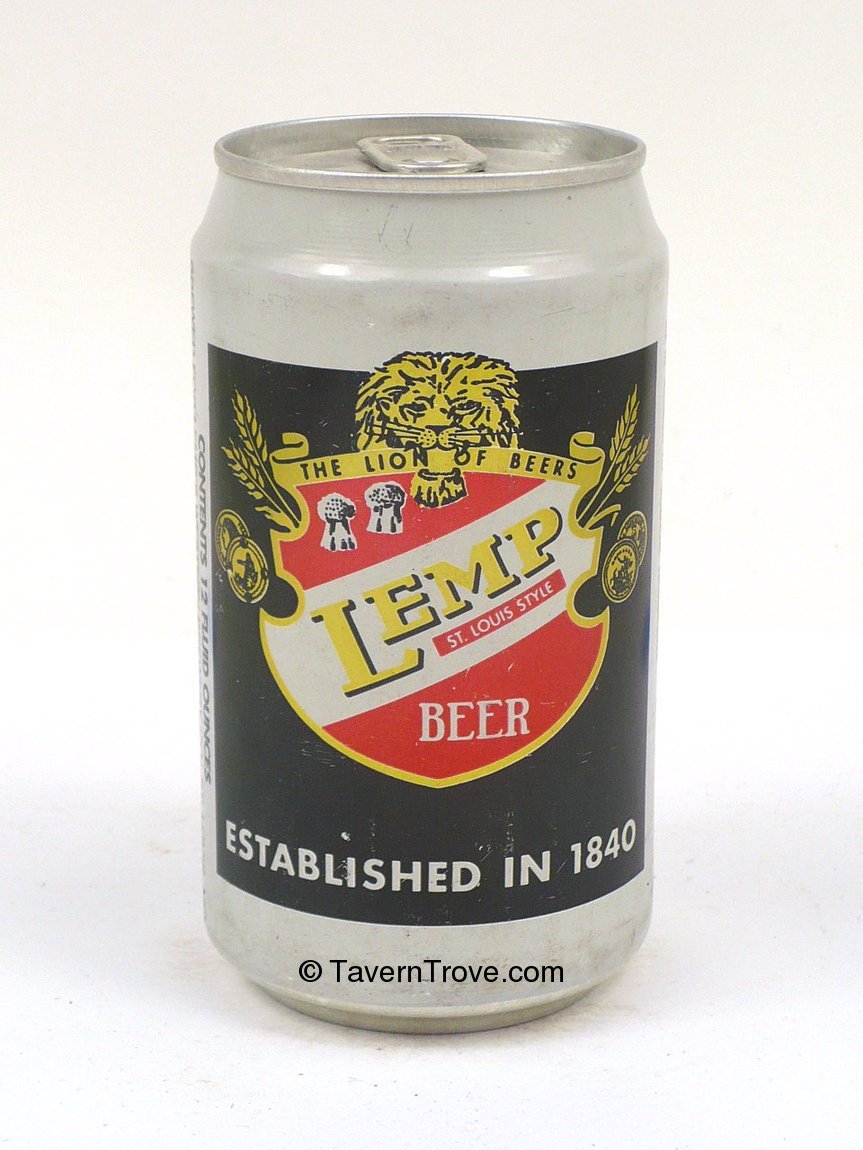 THE LION OF BEERS
LEMP
ST. LOUIS STYLE
BEER
ESTABLISHED IN 1840
CONTENTS 12 FLUID OUNCES
© TavernTrove.com